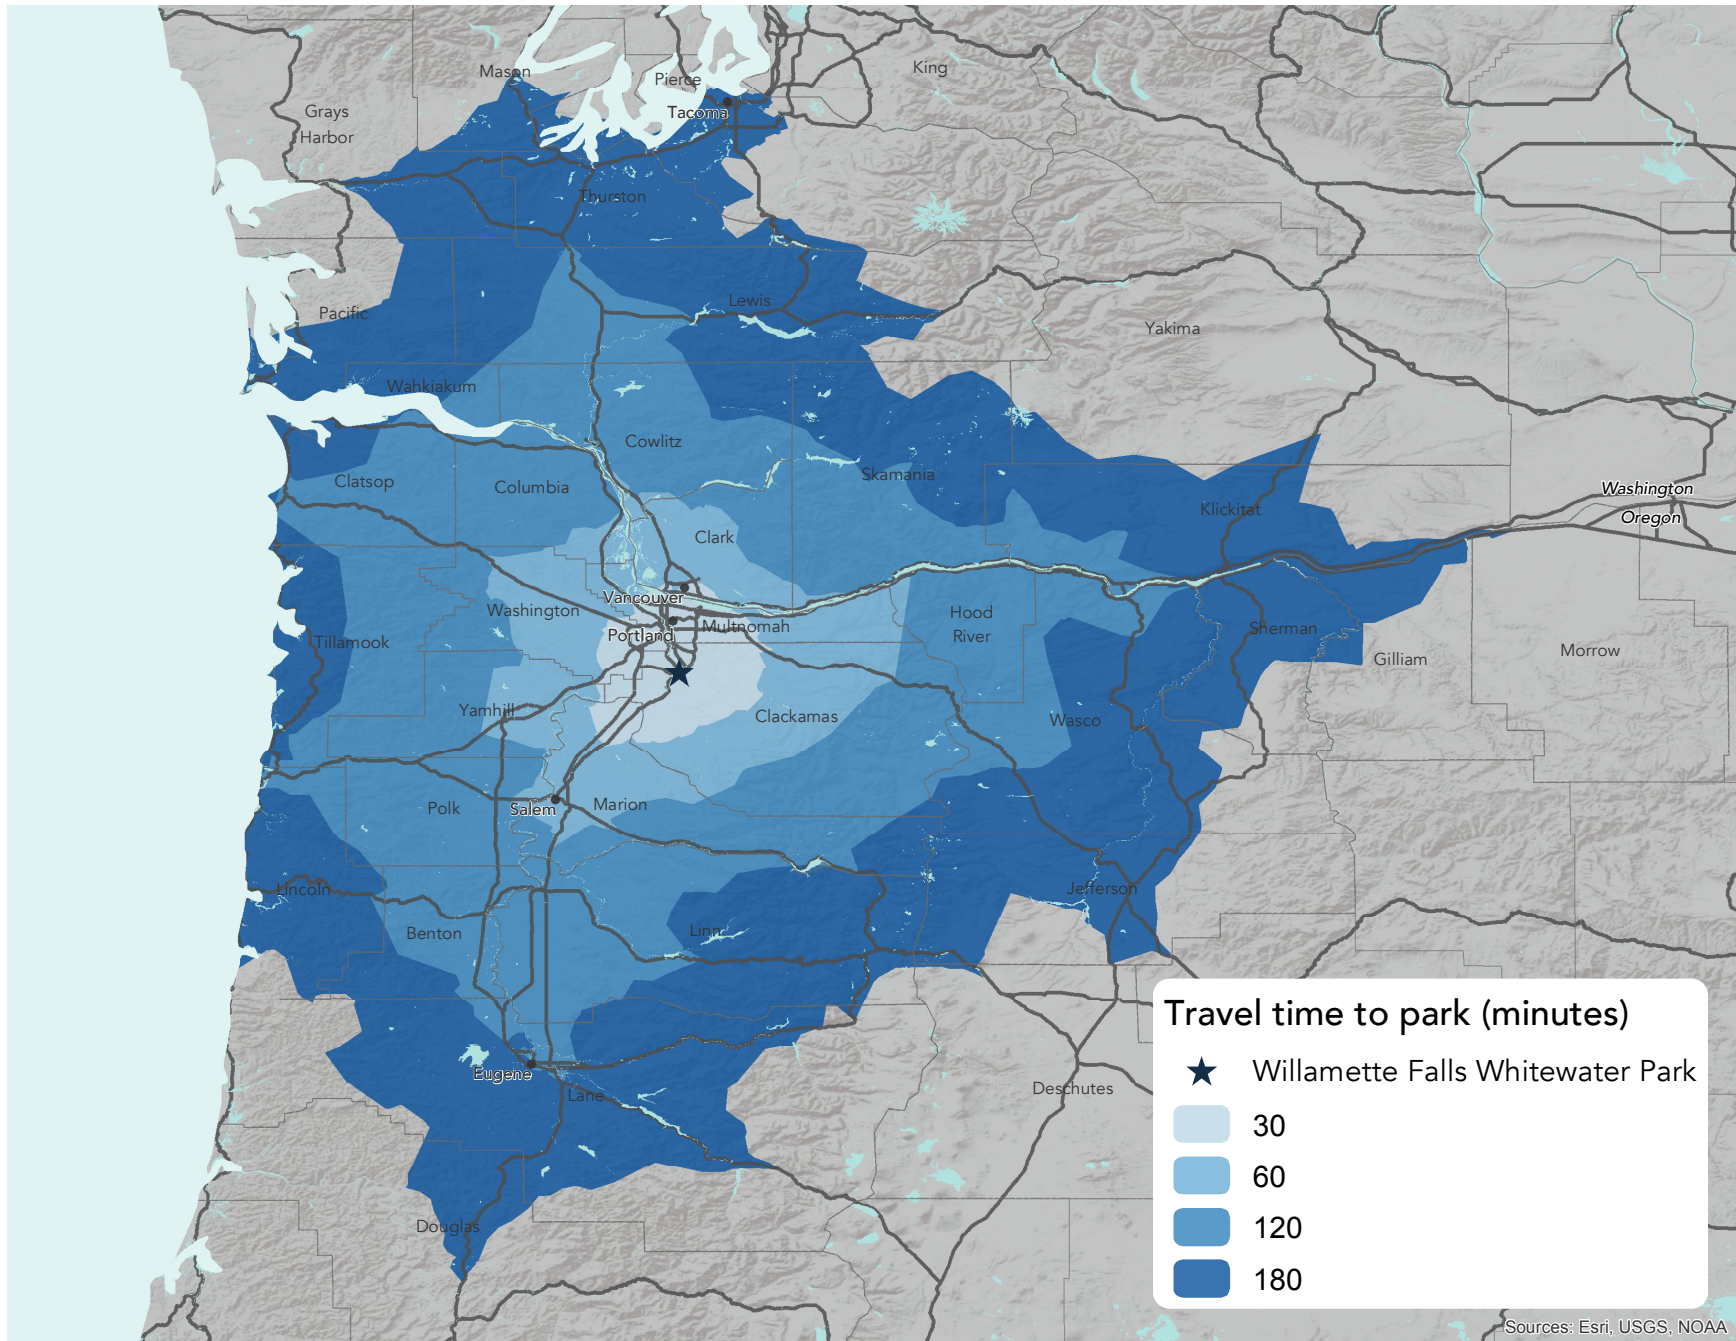 Mason
Pierce
King
Tacoma
Grays
Harbor
Thurston
Pacific
Lewis
Yakima
Wahkiakum
Cowlitz
Clatsop
Columbia
Skamania
Klickitat
Washington
Oregon
Clark
Vancouver
Washington
Portland
Multnomah
Hood
River
Tillamook
Sherman
Gilliam
Morrow
Yamhill
Clackamas
Wasco
Polk
Salem
Marion
Lincoln
Jefferson
Benton
Linn
Eugene
Lane
Deschutes
Douglas
Travel time to park (minutes)
Willamette Falls Whitewater Park
30
60
120
180
Sources: Esri, USGS, NOAA